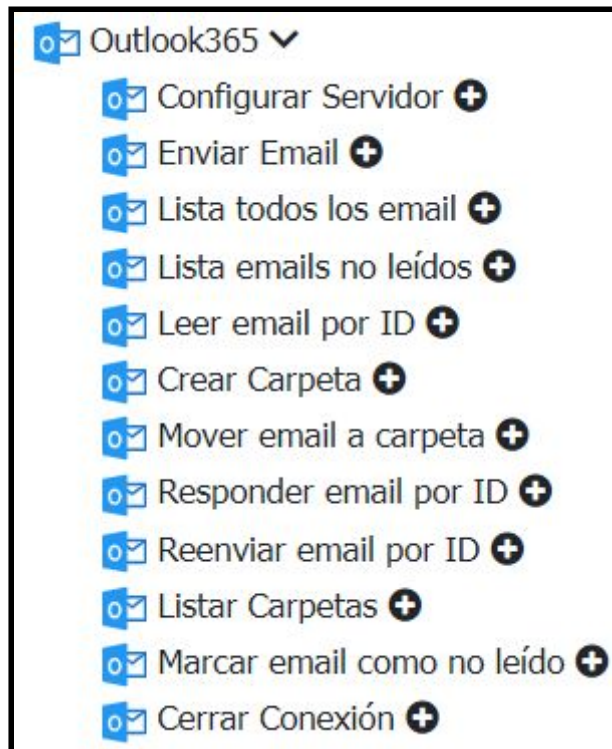 Outlook365
Configurar Servidor
Enviar Email
Lista todos los email
Lista emails no leídos
Leer email por ID
Crear Carpeta
Mover email a carpeta
Responder email por ID
Reenviar email por ID
Listar Carpetas
Marcar email como no leído
Cerrar Conexión